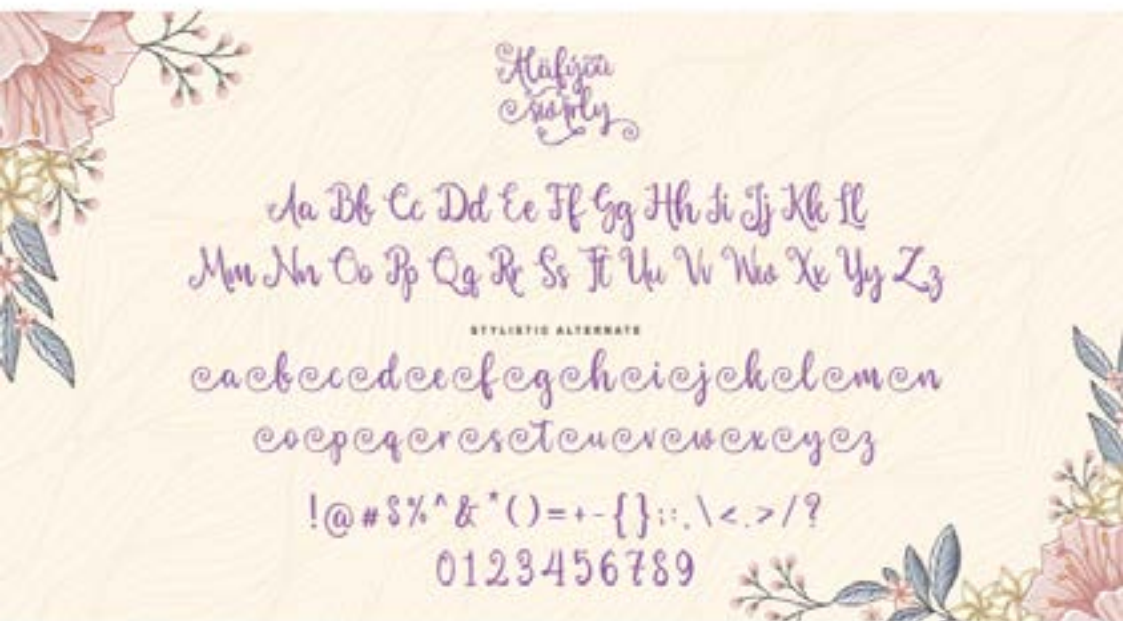 swirly
Aa Bb Cc Dd Ee Ff Gg Hh Ii Jj Kk Ll
Mm Nn Oo Pp Qq Rr Ss Tt Uu Vv Ww Xx Yy Zz
STYLISTIC ALTERNATE
a b c d e f g h i j k l m n
o p q r s t u v w x y z
!@#$%^&*()=+-{}:;,\<.>/?
0123456789